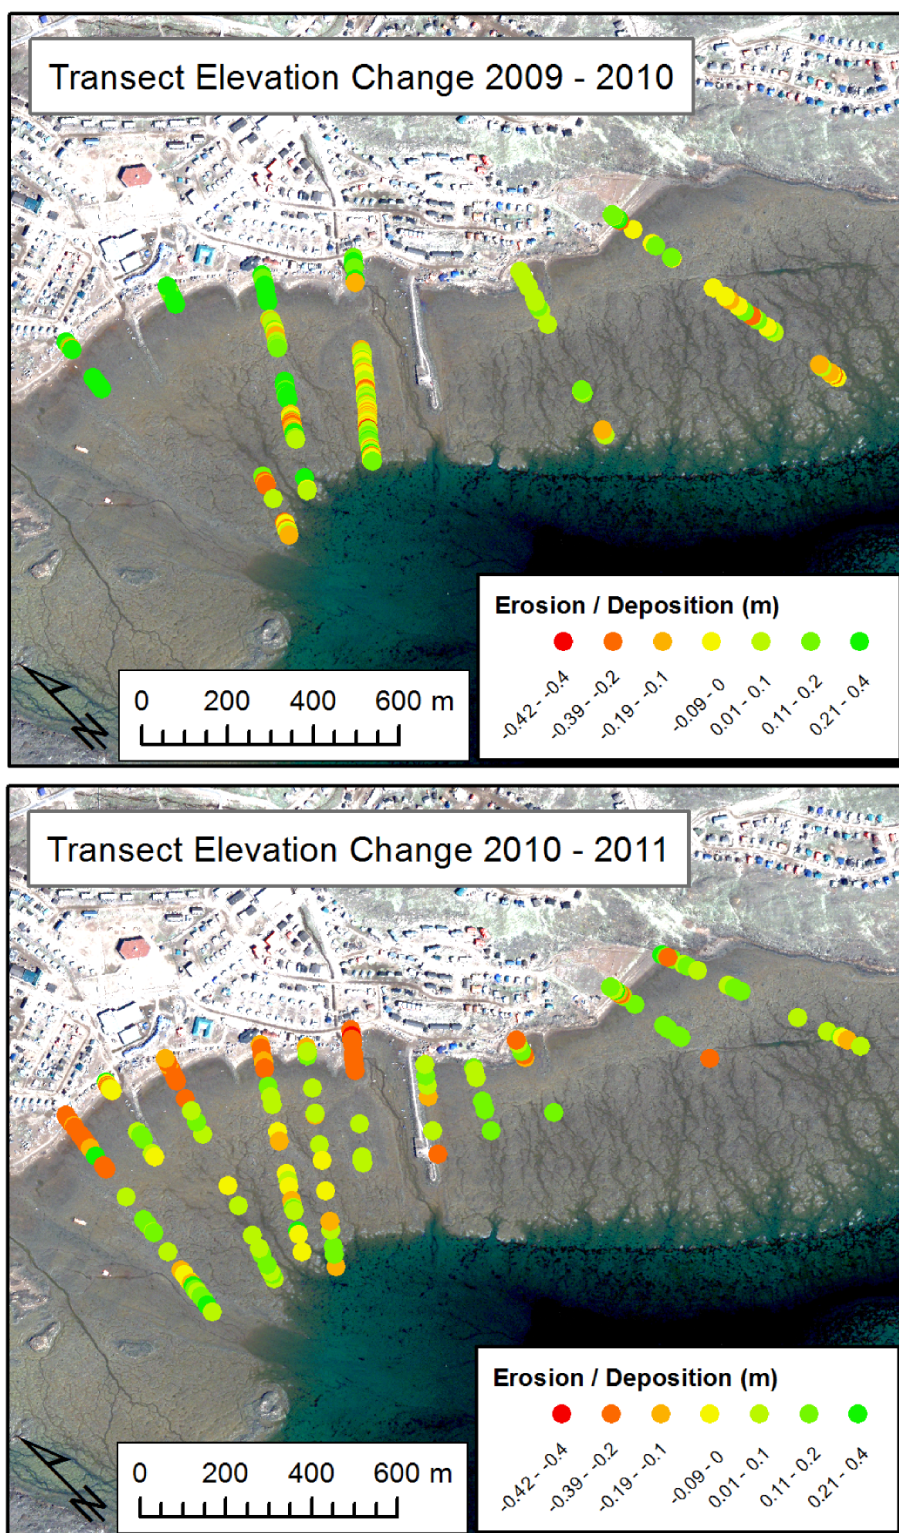 Transect Elevation Change 2009 - 2010
Erosion / Deposition (m)
-0.42 - -0.4
-0.39 - -0.2
-0.19 - -0.1
-0.09 - 0
0.01 - 0.1
0.11 - 0.2
0.21 - 0.4
0 200 400 600 m
N
Transect Elevation Change 2010 - 2011
Erosion / Deposition (m)
-0.42 - -0.4
-0.39 - -0.2
-0.19 - -0.1
-0.09 - 0
0.01 - 0.1
0.11 - 0.2
0.21 - 0.4
0 200 400 600 m
N